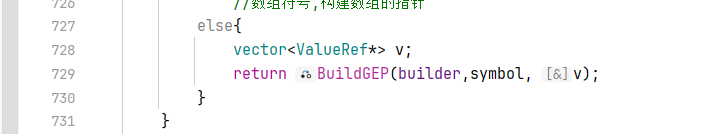 726 //数组符号,构建数组的指针
727 else{
728 vector<ValueRef*> v;
729 return BuildGEP(builder,symbol, [&]v);
730 }
731 }